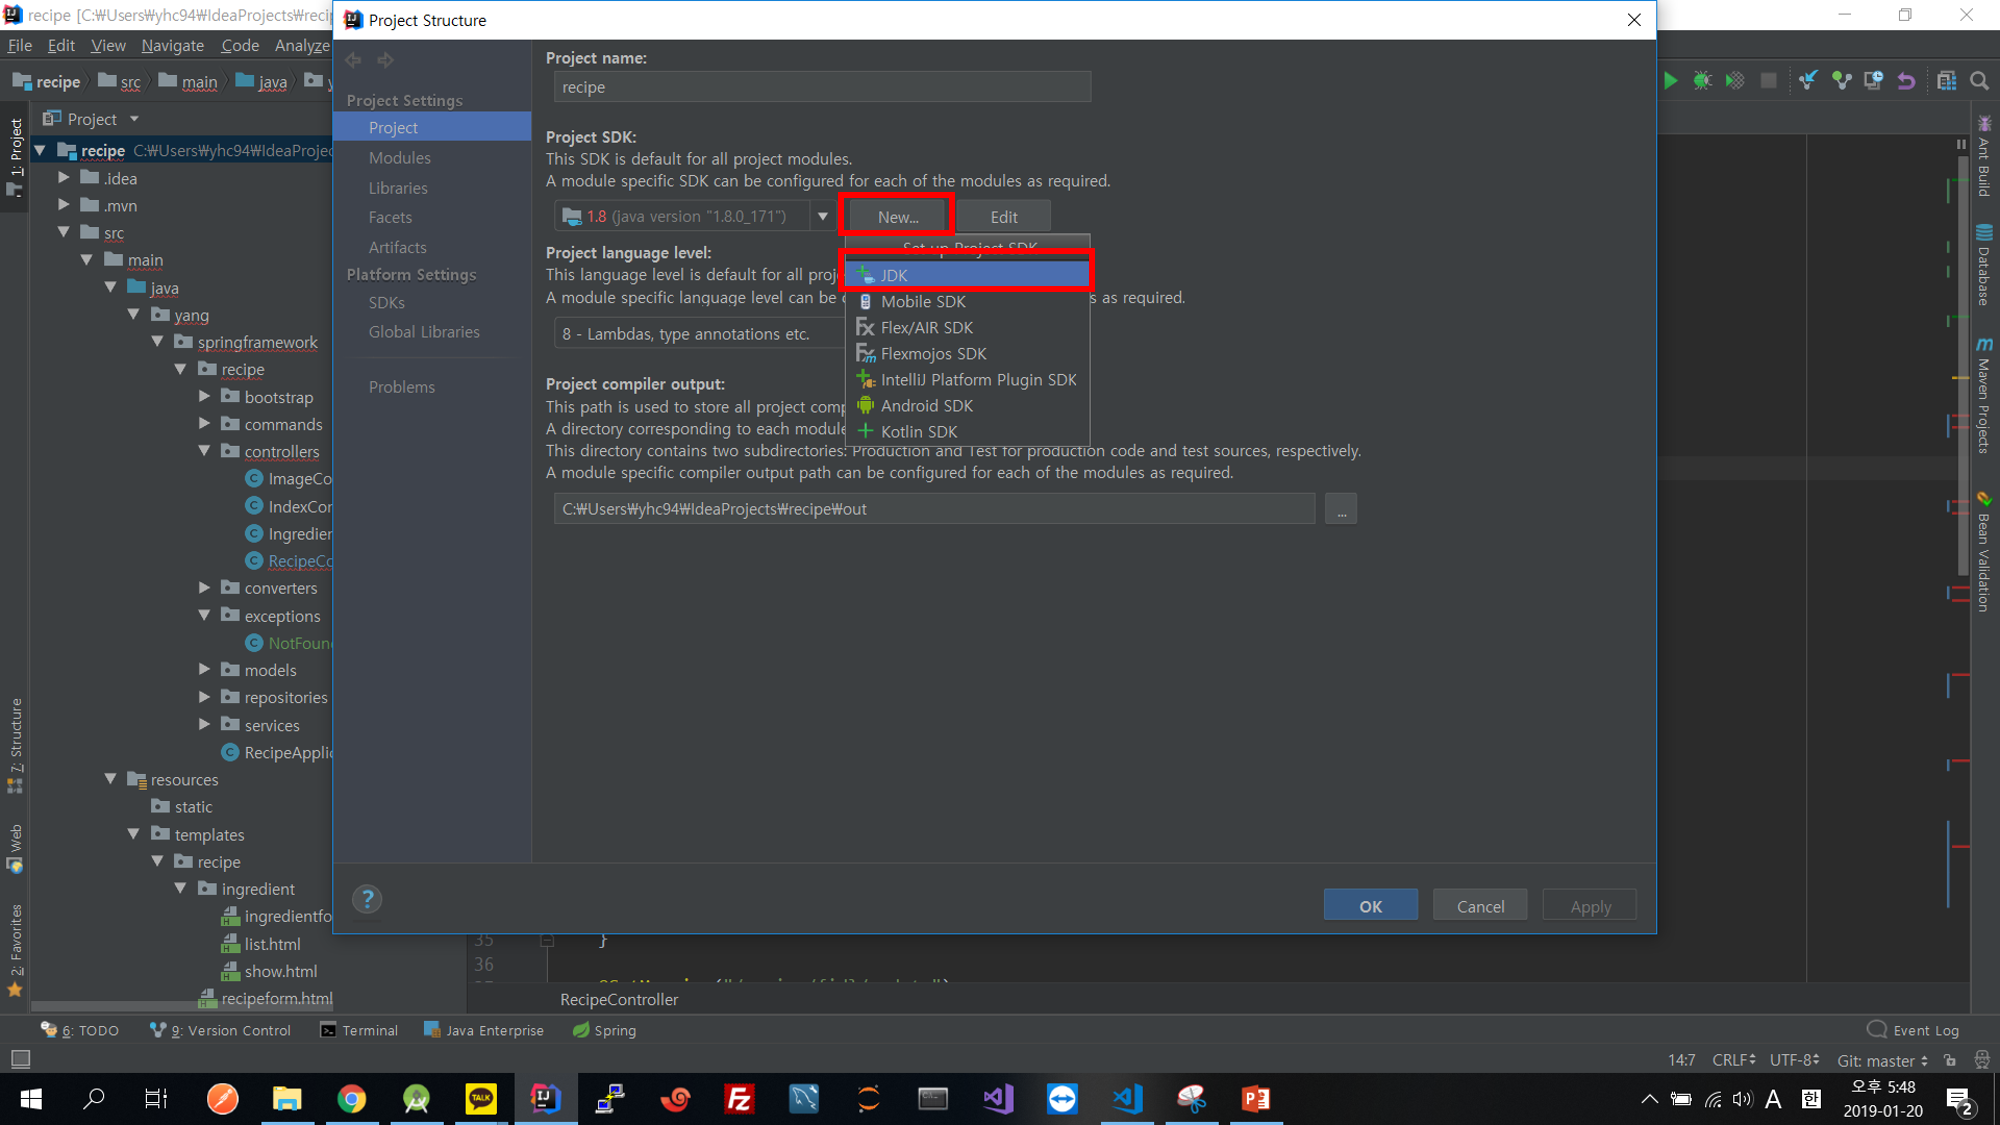 recipe [C:₩Users₩yhc94₩IdeaProjects₩reci
Project Structure
File Edit View Navigate Code Analyze
recipe src main java y
Project
recipe C:₩Users₩yhc94₩IdeaProjec
.idea
.mvn
src
main
java
yang
springframework
recipe
bootstrap
commands
controllers
ImageCo
IndexCor
Ingredier
RecipeCo
converters
exceptions
NotFoun
models
repositories
services
RecipeApplic
resources
static
templates
recipe
ingredient
ingredientfo
list.html
show.html
recipeform.html
1: Project
7: Structure
Web
2: Favorites
Project Settings
Project
Modules
Libraries
Facets
Artifacts
Platform Settings
SDKs
Global Libraries
Problems
Project name:
recipe
Project SDK:
This SDK is default for all project modules.
A module specific SDK can be configured for each of the modules as required.
1.8 (java version "1.8.0_171") New... Edit
Set up Project SDK
JDK
Mobile SDK
Flex/AIR SDK
Flexmojos SDK
IntelliJ Platform Plugin SDK
Android SDK
Kotlin SDK
Project language level:
This language level is default for all proje
A module specific language level can be c s as required.
8 - Lambdas, type annotations etc.
Project compiler output:
This path is used to store all project comp
A directory corresponding to each module
This directory contains two subdirectories: Production and Test for production code and test sources, respectively.
A module specific compiler output path can be configured for each of the modules as required.
C:₩Users₩yhc94₩IdeaProjects₩recipe₩out ...
? OK Cancel Apply
35 }
36
RecipeController
Ant Build
Database
Maven Projects
Bean Validation
6: TODO 9: Version Control Terminal Java Enterprise Spring Event Log
14:7 CRLF UTF-8 Git: master
TALK
A 한 오후 5:48
2019-01-20 2